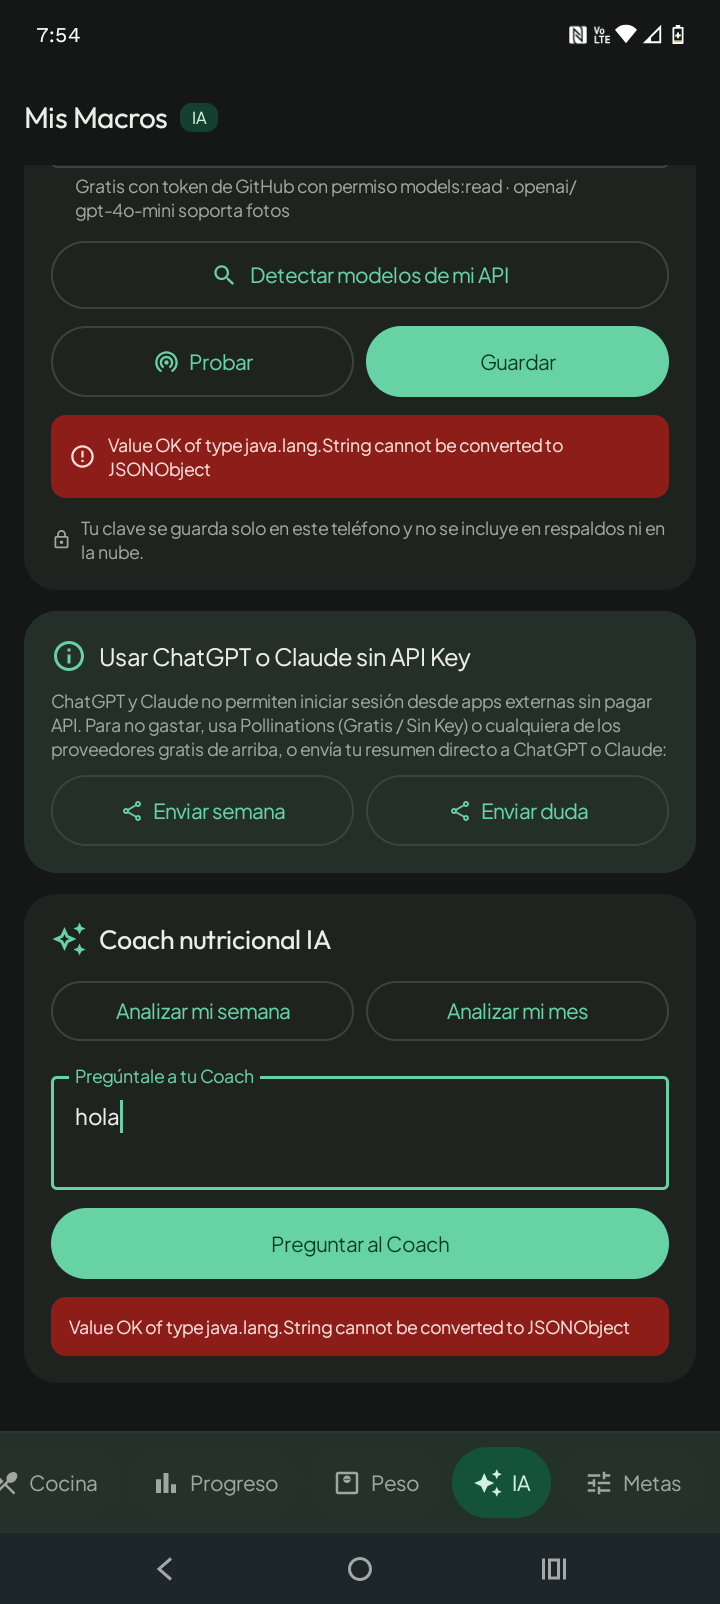 7:54
Vo
LTE
Mis Macros IA
Gratis con token de GitHub con permiso models:read · openai/
gpt-4o-mini soporta fotos
Detectar modelos de mi API
Probar
Guardar
Value OK of type java.lang.String cannot be converted to
JSONObject
Tu clave se guarda solo en este teléfono y no se incluye en respaldos ni en
la nube.
Usar ChatGPT o Claude sin API Key
ChatGPT y Claude no permiten iniciar sesión desde apps externas sin pagar
API. Para no gastar, usa Pollinations (Gratis / Sin Key) o cualquiera de los
proveedores gratis de arriba, o envía tu resumen directo a ChatGPT o Claude:
Enviar semana
Enviar duda
Coach nutricional IA
Analizar mi semana
Analizar mi mes
Pregúntale a tu Coach
hola
Preguntar al Coach
Value OK of type java.lang.String cannot be converted to JSONObject
Cocina
Progreso
Peso
IA
Metas